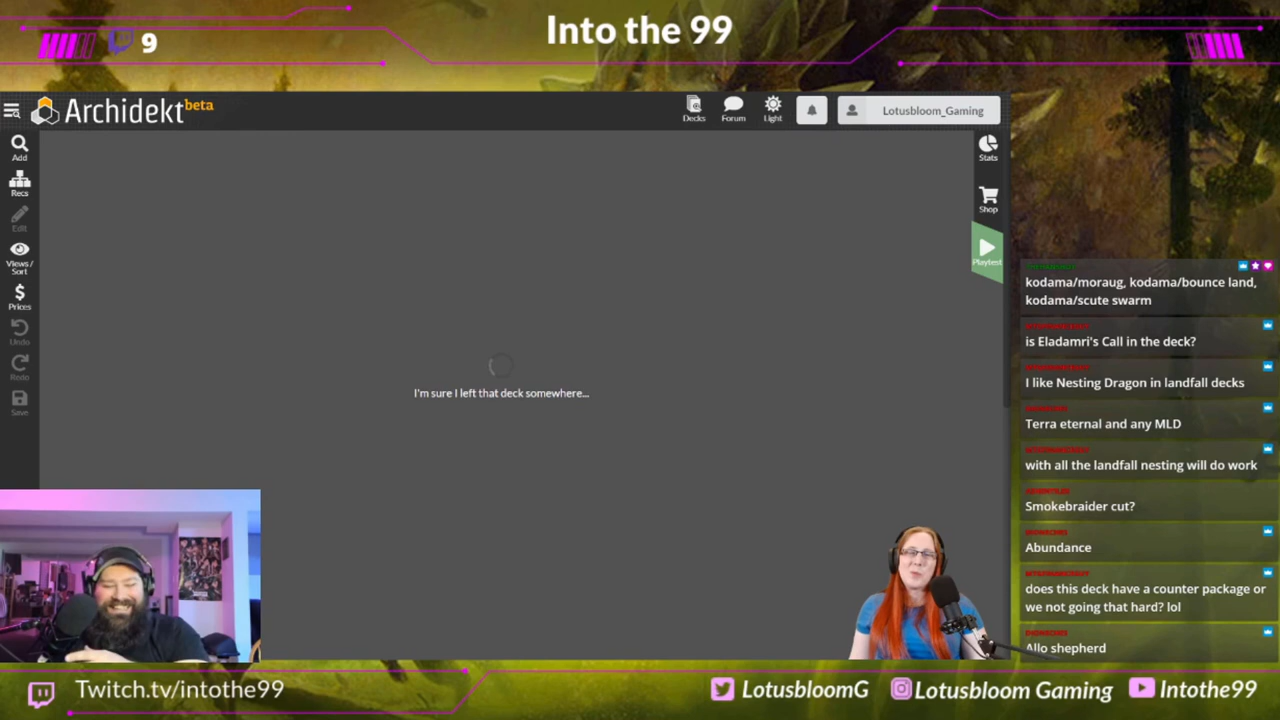 Into the 99
9
Archidekt beta
Decks
Forum
Light
Lotusbloom_Gaming
Add
Recs
Edit
Views / Sort
Prices
Undo
Redo
Save
Stats
Shop
Playtest
I'm sure I left that deck somewhere...
kodama/moraug, kodama/bounce land,
kodama/scute swarm
is Eladamri's Call in the deck?
I like Nesting Dragon in landfall decks
Terra eternal and any MLD
with all the landfall nesting will do work
Smokebraider cut?
Abundance
does this deck have a counter package or
we not going that hard? lol
Allo shepherd
Twitch.tv/intothe99
LotusbloomG
Lotusbloom Gaming
Intothe99